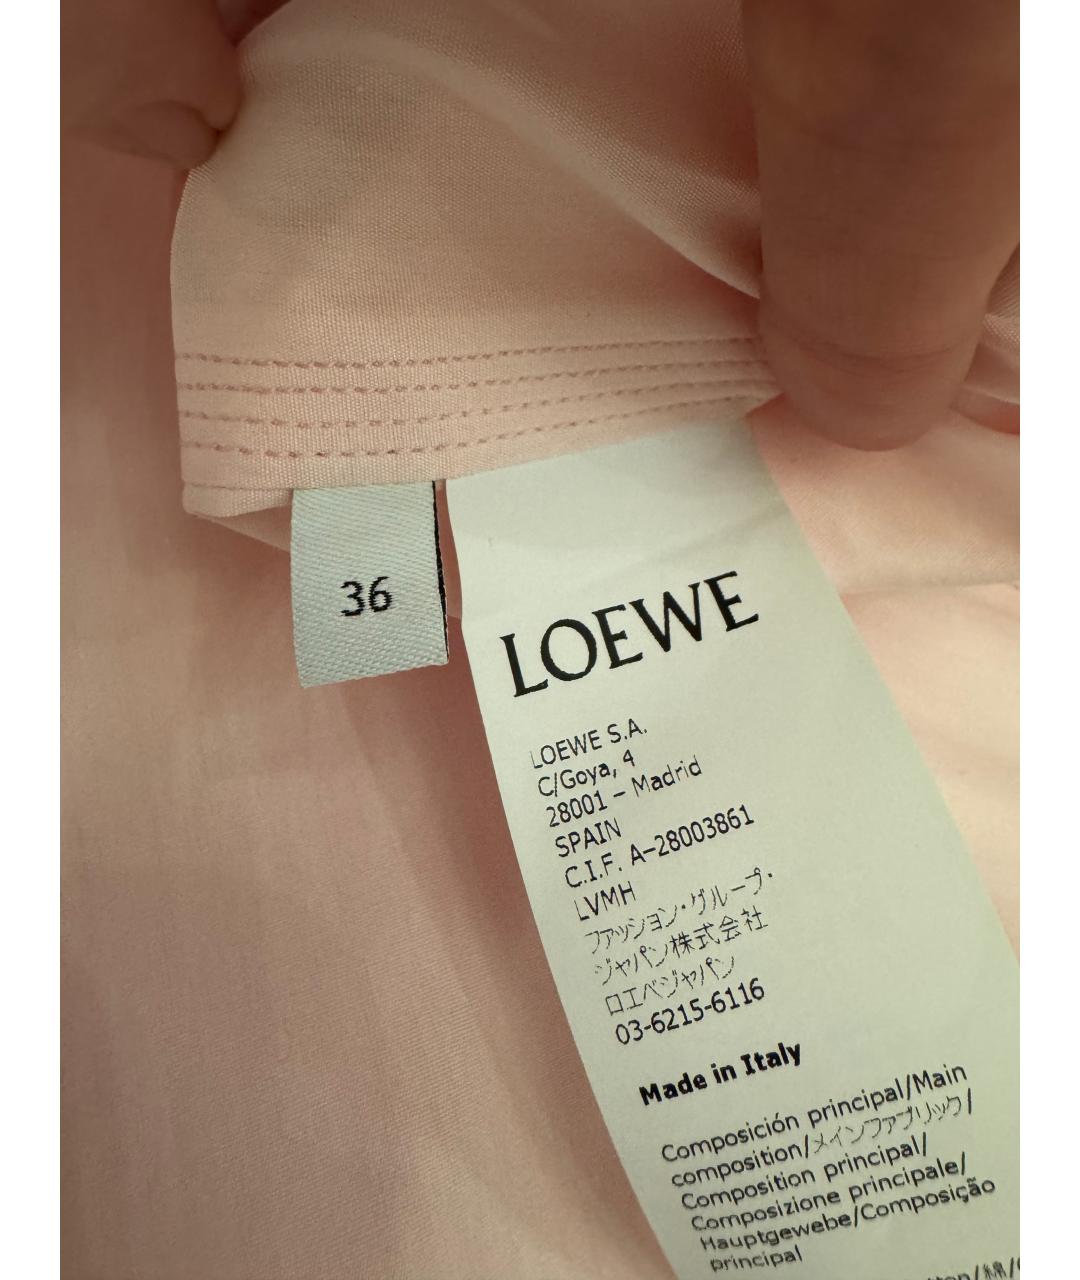 36
LOEWE
LOEWE S.A.
C/Goya, 4
28001 – Madrid
SPAIN
C.I.F. A–28003861
LVMH
ファッション・グループ・
ジャパン株式会社
ロエベジャパン
03-6215-6116
Made in Italy
Composición principal/Main
composition/メインファブリック/
Composition principal/
Composizione principale/
Hauptgewebe/Composição
principal